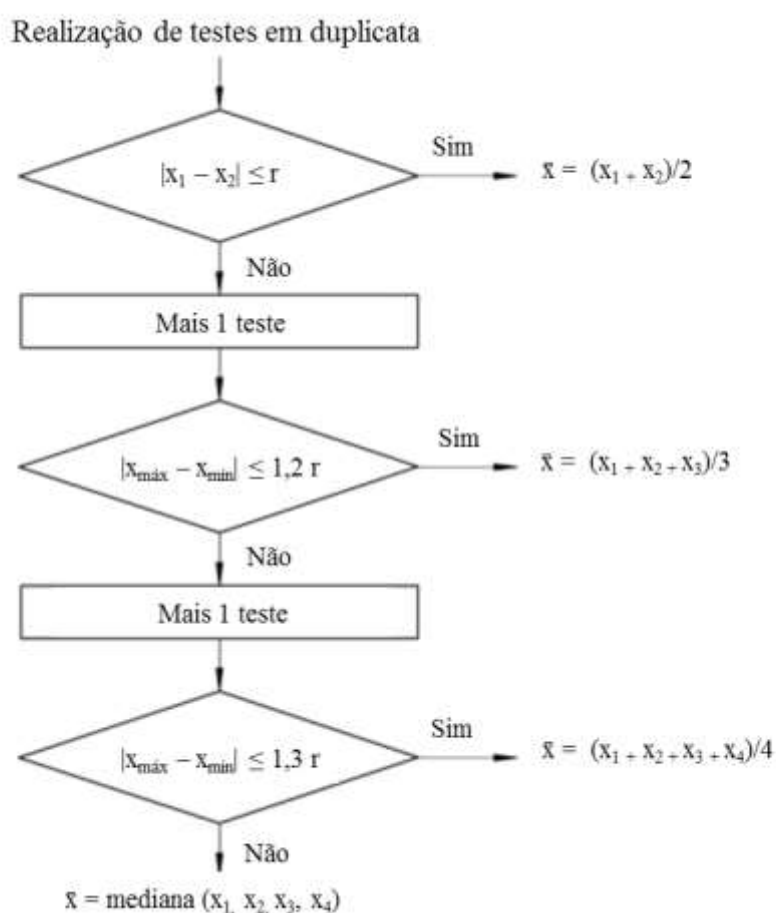 Realização de testes em duplicata
|x₁ – x₂| ≤ r
Sim
x̄ = (x₁ + x₂)/2
Não
Mais 1 teste
|xₘáₓ – xₘᵢₙ| ≤ 1,2 r
Sim
x̄ = (x₁ + x₂ + x₃)/3
Não
Mais 1 teste
|xₘáₓ – xₘᵢₙ| ≤ 1,3 r
Sim
x̄ = (x₁ + x₂ + x₃ + x₄)/4
Não
x̄ = mediana (x₁, x₂, x₃, x₄)